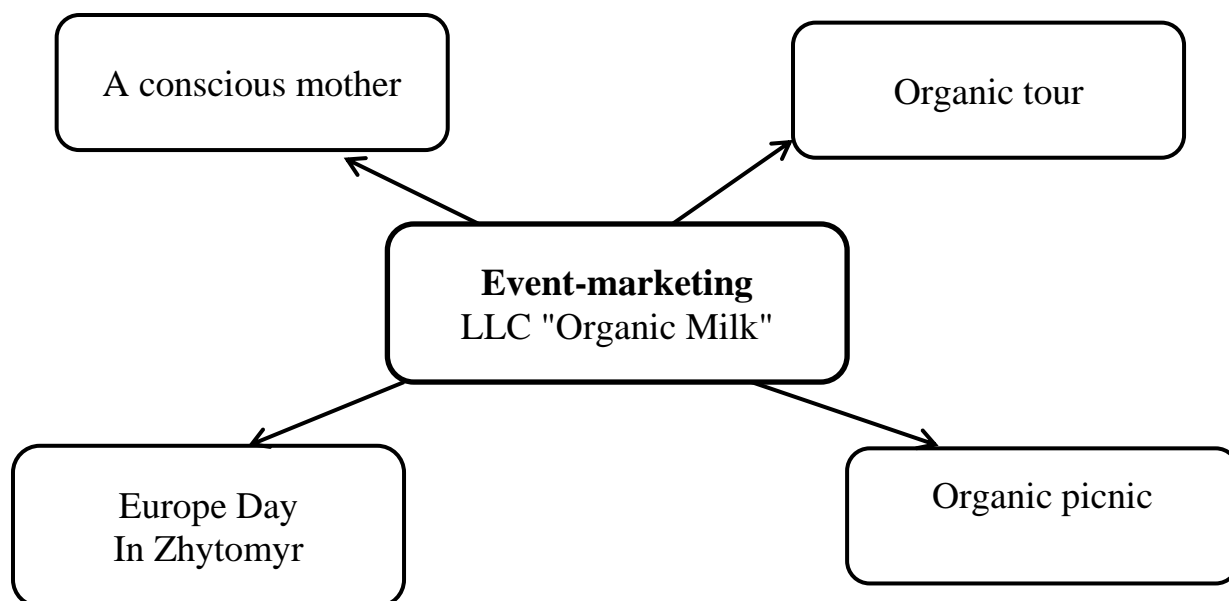 A conscious mother
Organic tour
Event-marketing
LLC "Organic Milk"
Europe Day
In Zhytomyr
Organic picnic